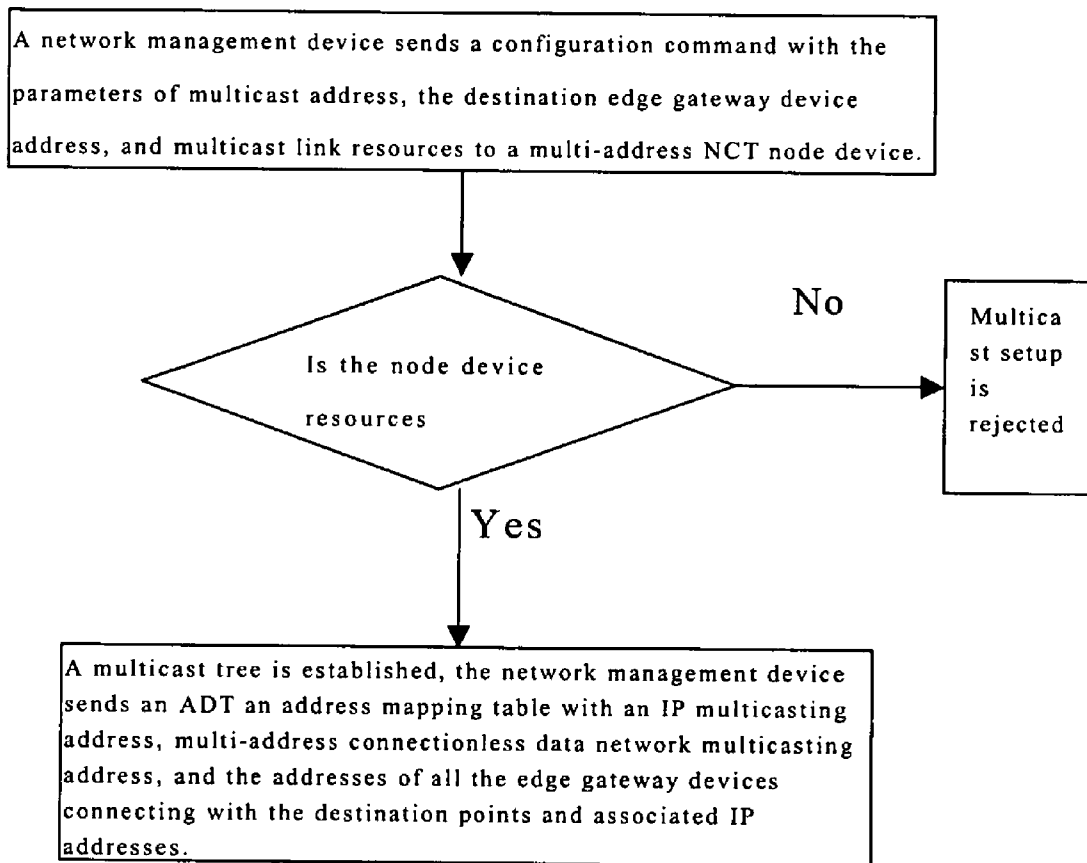 A network management device sends a configuration command with the
parameters of multicast address, the destination edge gateway device
address, and multicast link resources to a multi-address NCT node device.
No
Is the node device
resources
Multica
st setup
is
rejected
Yes
A multicast tree is established, the network management device
sends an ADT an address mapping table with an IP multicasting
address, multi-address connectionless data network multicasting
address, and the addresses of all the edge gateway devices
connecting with the destination points and associated IP
addresses.